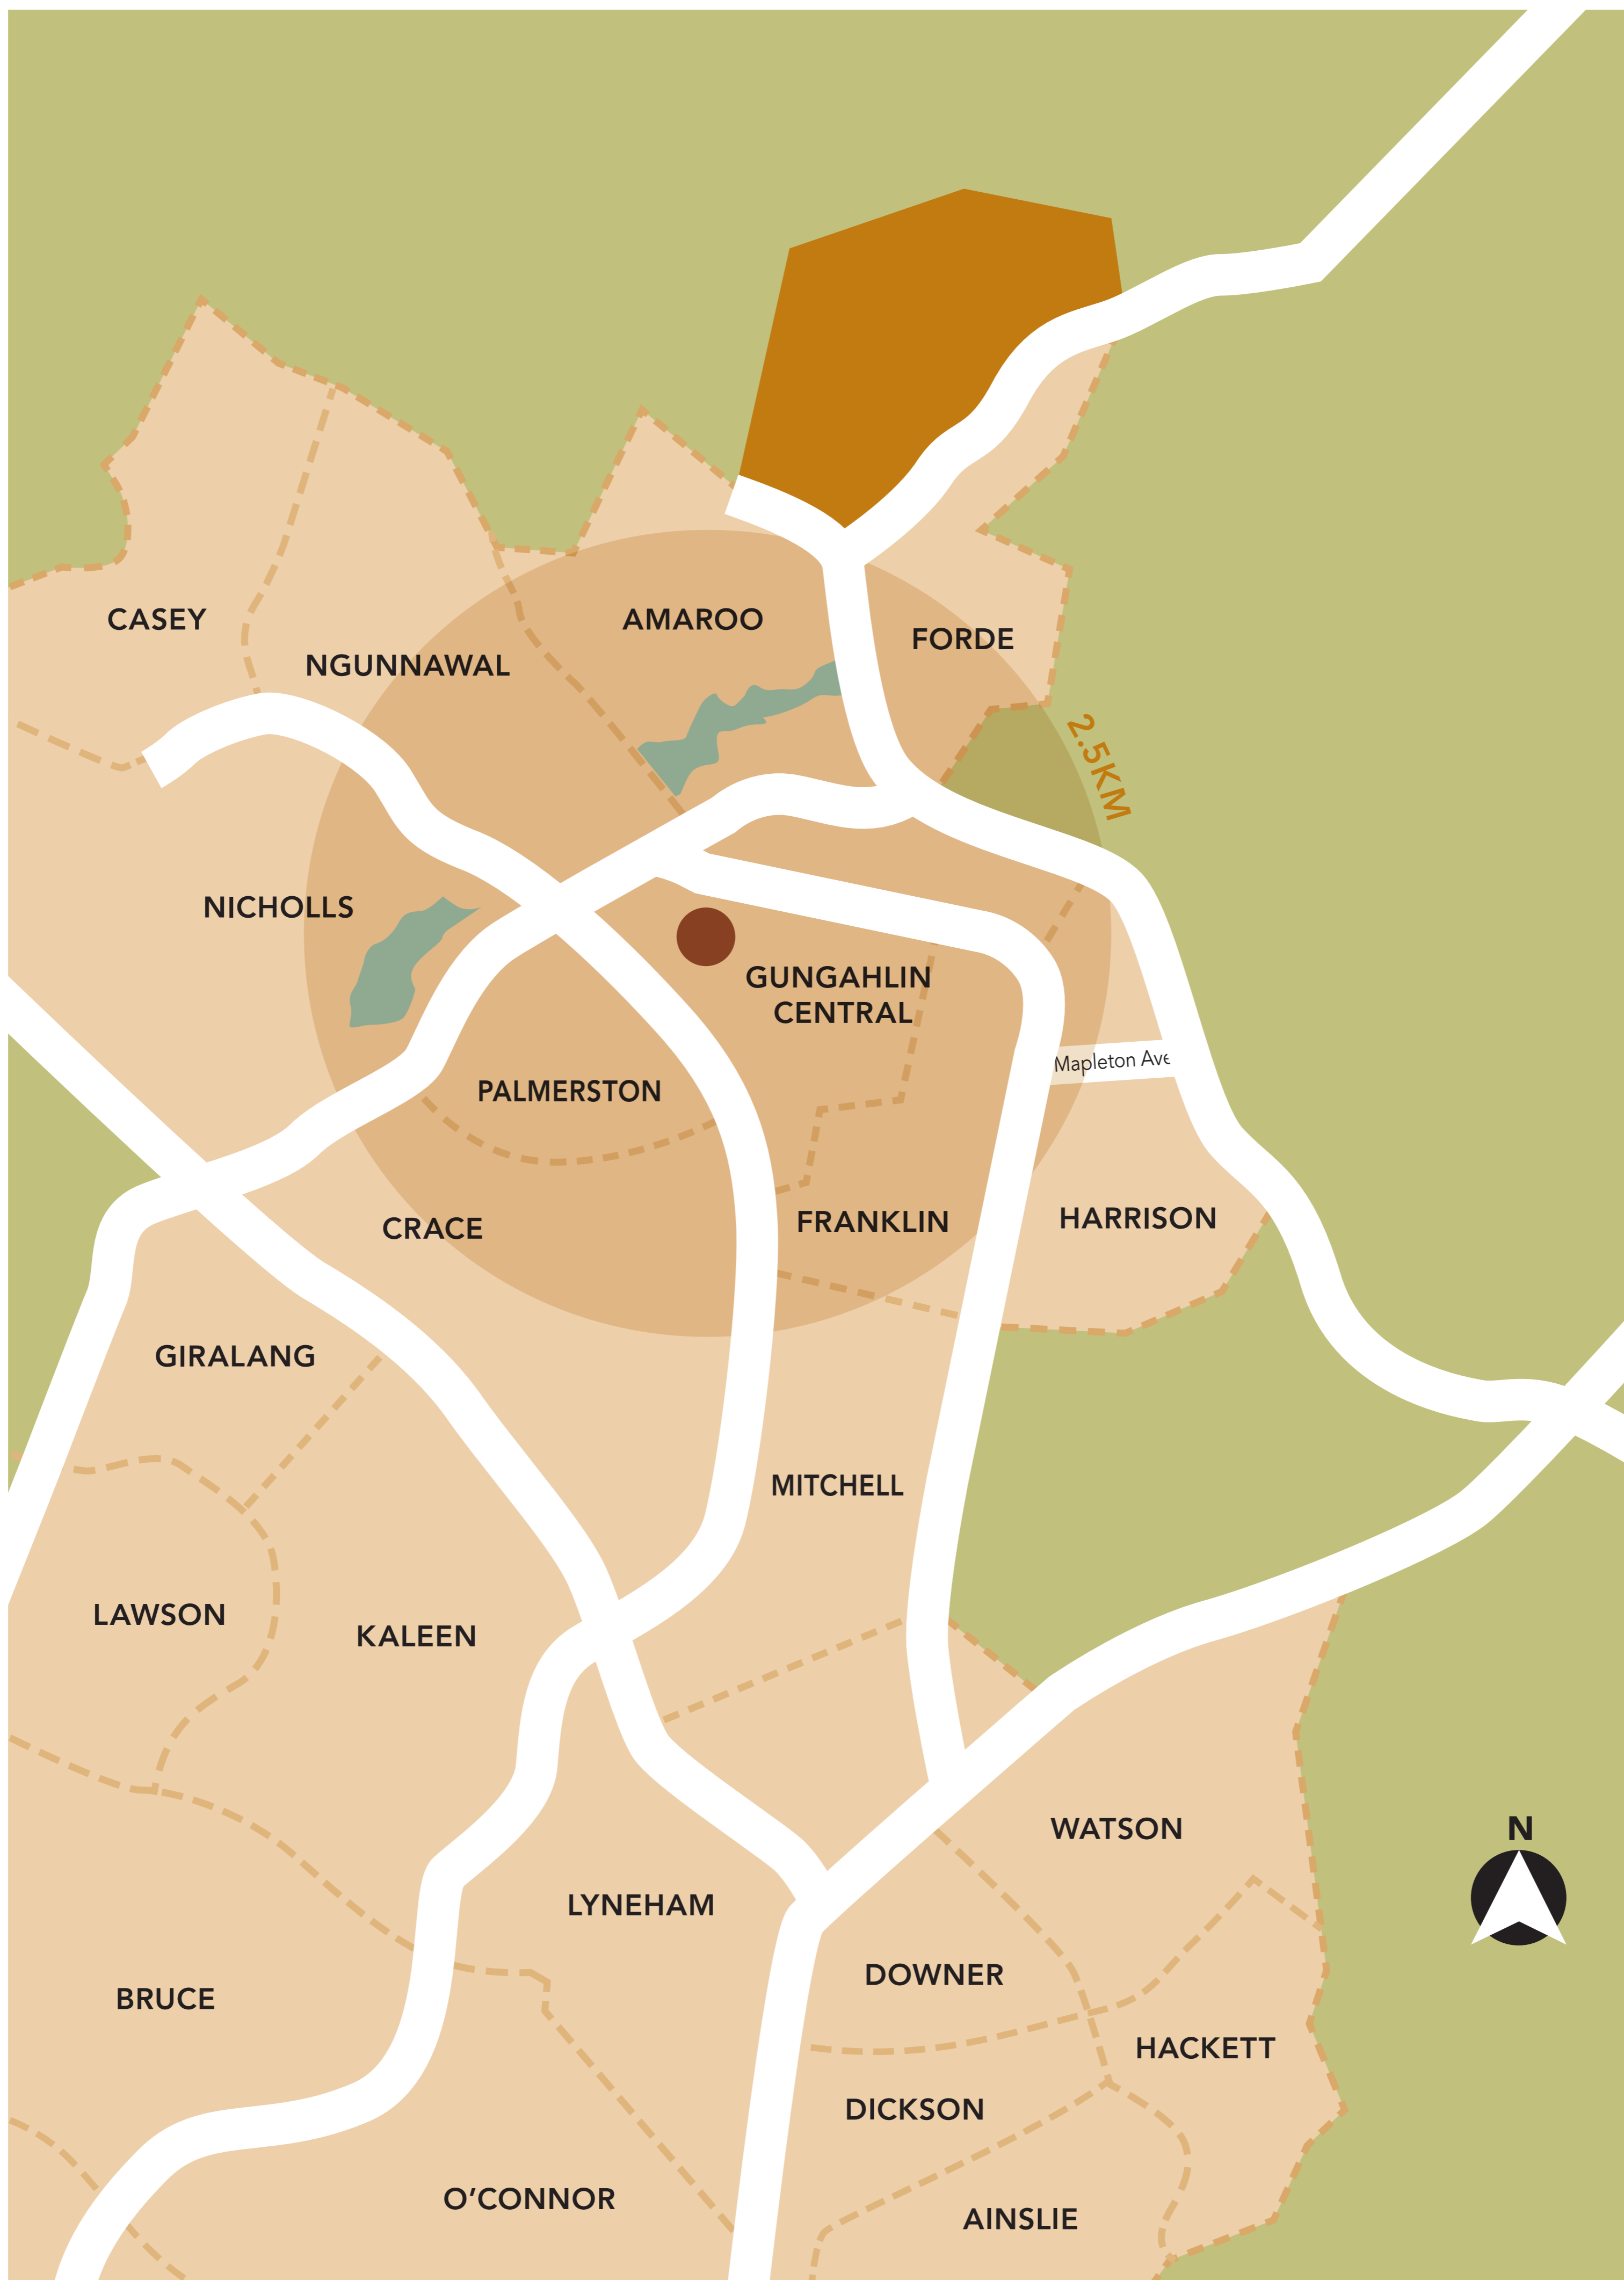 CASEY
AMAROO
FORDE
NGUNNAWAL
2.5KM
NICHOLLS
GUNGAHLIN
CENTRAL
Mapleton Ave
PALMERSTON
CRACE
FRANKLIN
HARRISON
GIRALANG
MITCHELL
LAWSON
KALEEN
WATSON
N
LYNEHAM
DOWNER
BRUCE
HACKETT
DICKSON
O'CONNOR
AINSLIE